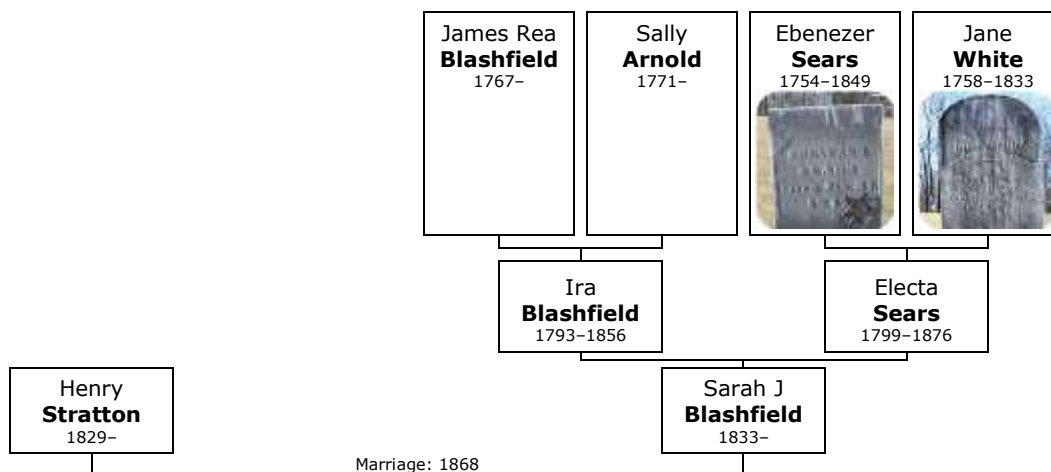 James Rea
Blashfield
1767–
Sally
Arnold
1771–
Ebenezer
Sears
1754–1849
Jane
White
1758–1833
Ira
Blashfield
1793–1856
Electa
Sears
1799–1876
Henry
Stratton
1829–
Sarah J
Blashfield
1833–
Marriage: 1868